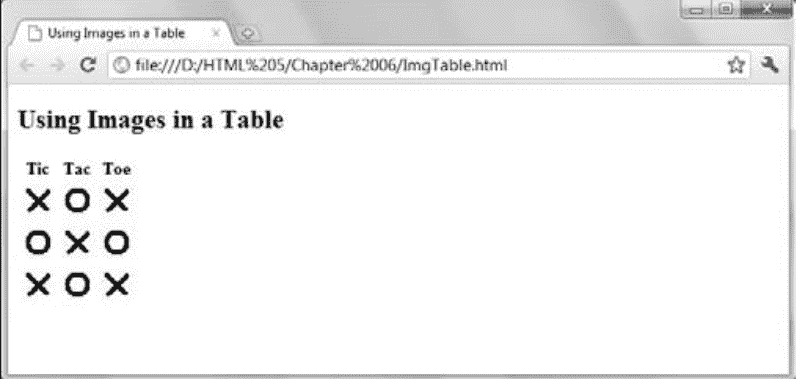 Using Images in a Table
file:///D:/HTML%205/Chapter%2006/ImgTable.html
Using Images in a Table
Tic Tac Toe
X O X
O X O
X O X